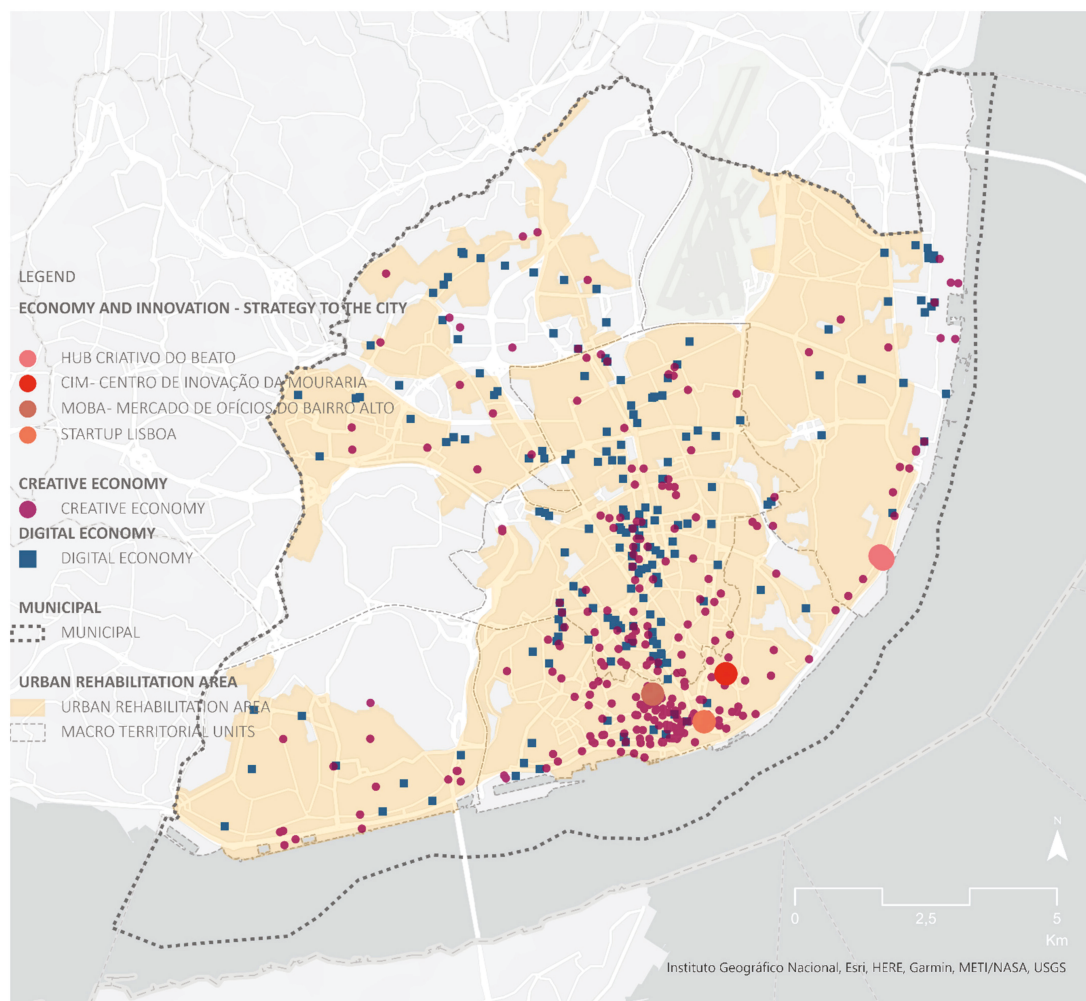 LEGEND
ECONOMY AND INNOVATION - STRATEGY TO THE CITY
HUB CRIATIVO DO BEATO
CIM- CENTRO DE INOVAÇÃO DA MOURARIA
MOBA- MERCADO DE OFÍCIOS DO BAIRRO ALTO
STARTUP LISBOA
CREATIVE ECONOMY
CREATIVE ECONOMY
DIGITAL ECONOMY
DIGITAL ECONOMY
MUNICIPAL
MUNICIPAL
URBAN REHABILITATION AREA
URBAN REHABILITATION AREA
MACRO TERRITORIAL UNITS
N
0 2,5 5
Km
Instituto Geográfico Nacional, Esri, HERE, Garmin, METI/NASA, USGS